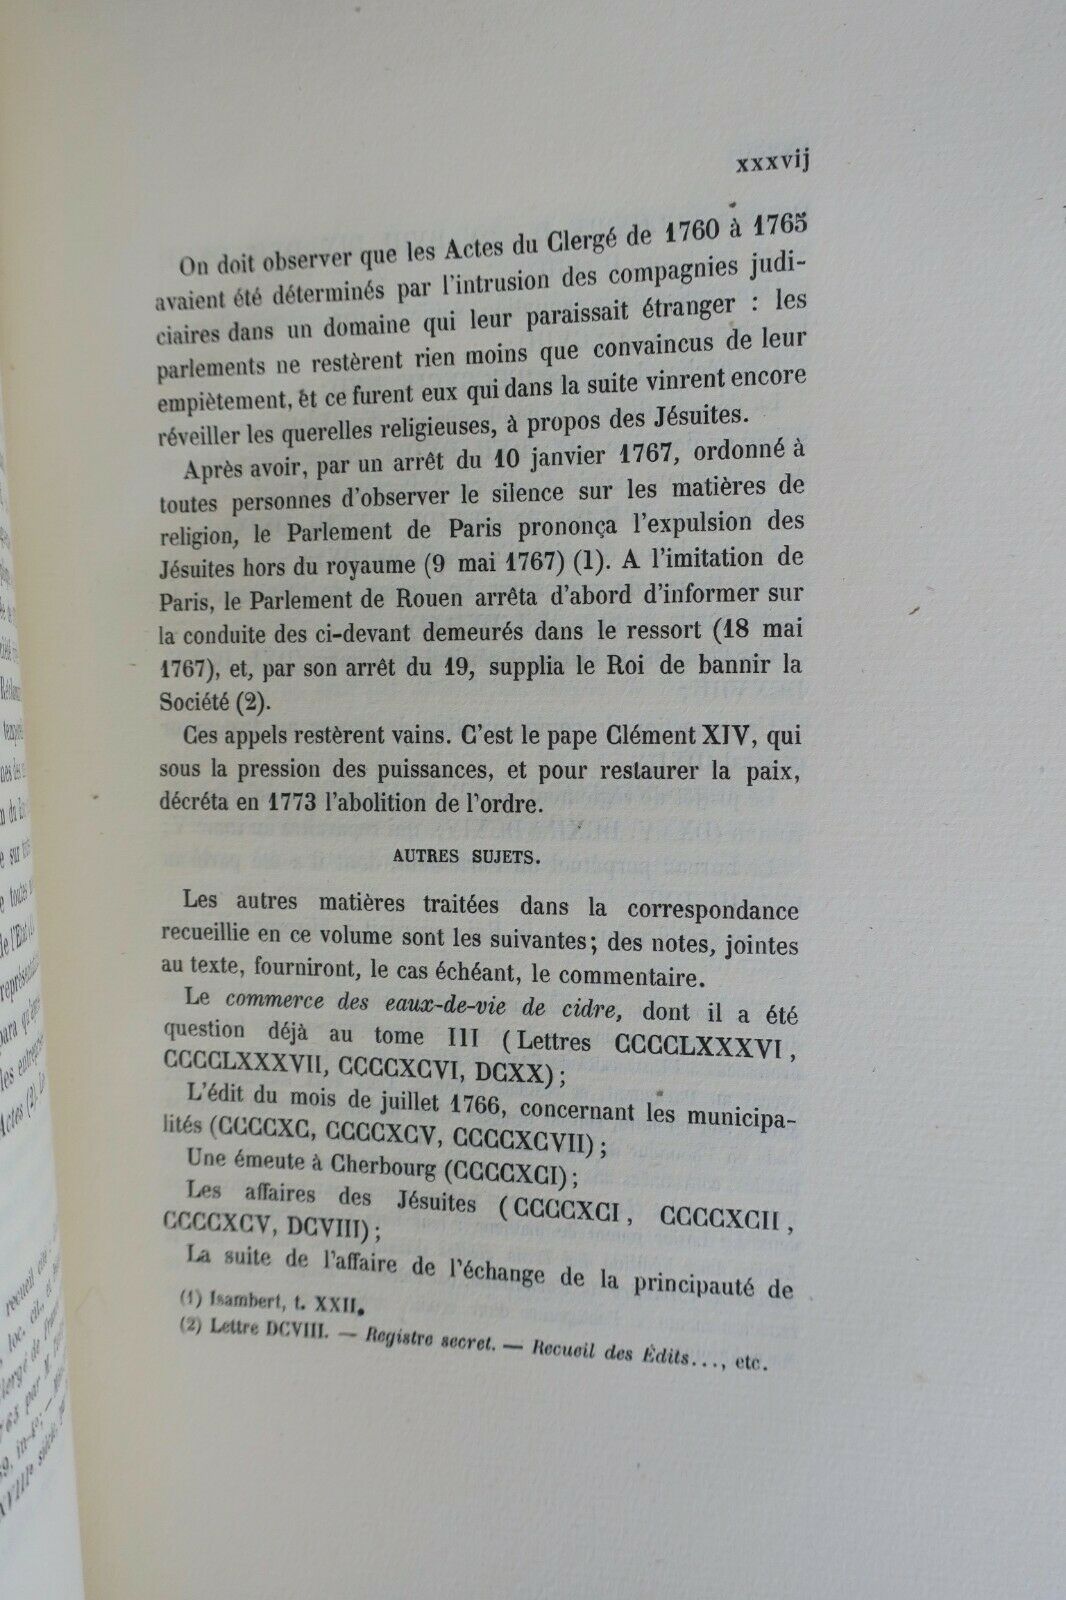 xxxvij
On doit observer que les Actes du Clergé de 1760 à 1765
avaient été déterminés par l'intrusion des compagnies judi-
ciaires dans un domaine qui leur paraissait étranger : les
parlements ne restèrent rien moins que convaincus de leur
empiètement, et ce furent eux qui dans la suite vinrent encore
réveiller les querelles religieuses, à propos des Jésuites.
Après avoir, par un arrêt du 10 janvier 1767, ordonné à
toutes personnes d'observer le silence sur les matières de
religion, le Parlement de Paris prononça l'expulsion des
Jésuites hors du royaume (9 mai 1767) (1). A l'imitation de
Paris, le Parlement de Rouen arrêta d'abord d'informer sur
la conduite des ci-devant demeurés dans le ressort (18 mai
1767), et, par son arrêt du 19, supplia le Roi de bannir la
Société (2).
Ces appels restèrent vains. C'est le pape Clément XIV, qui
sous la pression des puissances, et pour restaurer la paix,
décréta en 1773 l'abolition de l'ordre.
AUTRES SUJETS.
Les autres matières traitées dans la correspondance
recueillie en ce volume sont les suivantes; des notes, jointes
au texte, fourniront, le cas échéant, le commentaire.
Le commerce des eaux-de-vie de cidre, dont il a été
question déjà au tome III (Lettres CCCCLXXXVI,
CCCCLXXXVII, CCCCXCVI, DCXX);
L'édit du mois de juillet 1766, concernant les municipa-
lités (CCCCXC, CCCCXCV, CCCCXCVII);
Une émeute à Cherbourg (CCCCXCI);
Les affaires des Jésuites (CCCCXCI, CCCCXCII,
CCCCXCV, DCVIII);
La suite de l'affaire de l'échange de la principauté de
(1) Isambert, t. XXII.
(2) Lettre DCVIII. — Registre secret. — Recueil des Édits..., etc.